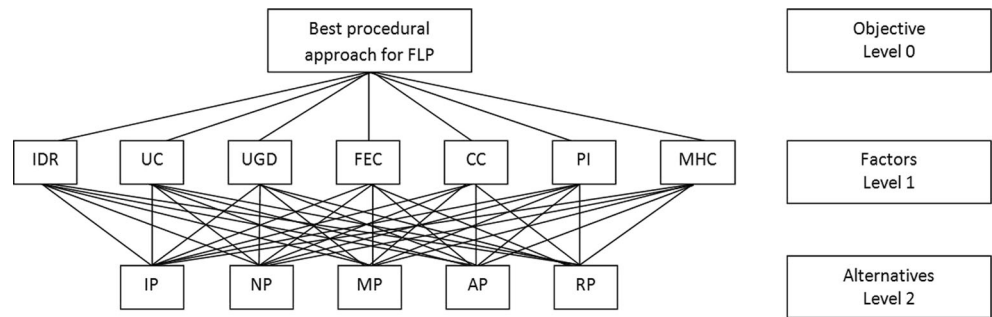 Best procedural
approach for FLP
Objective
Level 0
IDR
UC
UGD
FEC
CC
PI
MHC
Factors
Level 1
IP
NP
MP
AP
RP
Alternatives
Level 2